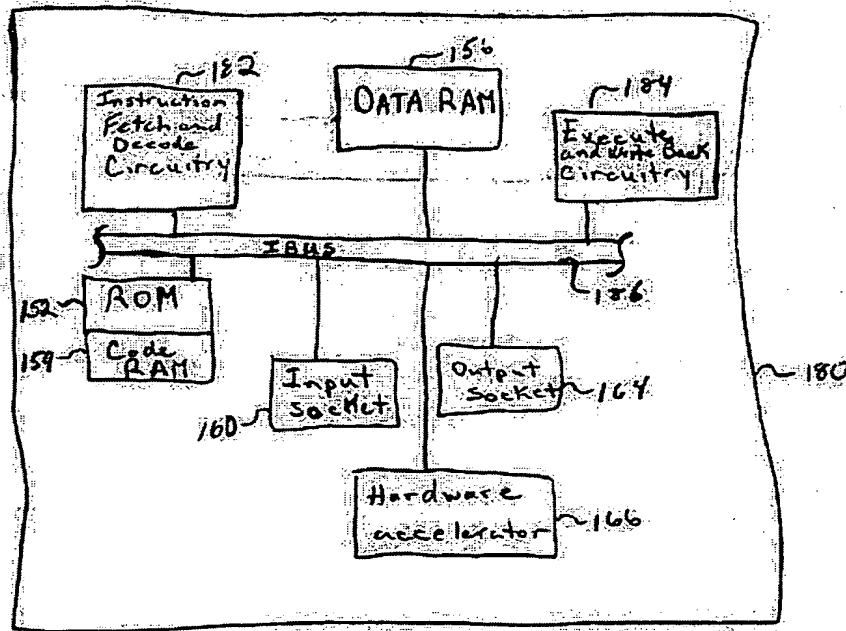 182
Instruction
Fetch and
Decode
Circuitry
156
DATA RAM
184
Execute
and Write Back
Circuitry
IBUS
186
152
ROM
159
Code
RAM
160
Input
Socket
Output
Socket
164
180
Hardware
accelerator
166